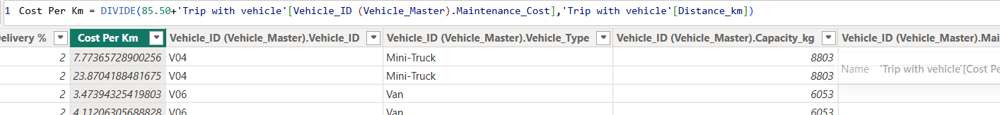 1 Cost Per Km = DIVIDE(85.50+'Trip with vehicle'[Vehicle_ID (Vehicle_Master).Maintenance_Cost],'Trip with vehicle'[Distance_km])
Delivery % Cost Per Km Vehicle_ID (Vehicle_Master).Vehicle_ID Vehicle_ID (Vehicle_Master).Vehicle_Type Vehicle_ID (Vehicle_Master).Capacity_kg Vehicle_ID (Vehicle_Master).Mai
2 7.77365728900256 V04 Mini-Truck 8803
Name 'Trip with vehicle'[Cost Pe
2 23.8704188481675 V04 Mini-Truck 8803
2 3.47394325419803 V06 Van 6053
2 4.11206305688828 V06 Van 6053